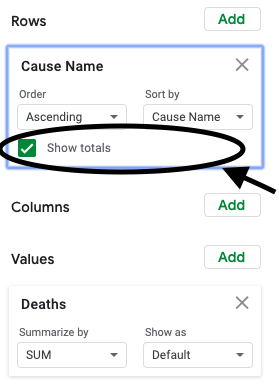 Rows Add
Cause Name
Order Sort by
Ascending Cause Name
Show totals
Columns Add
Values Add
Deaths
Summarize by Show as
SUM Default